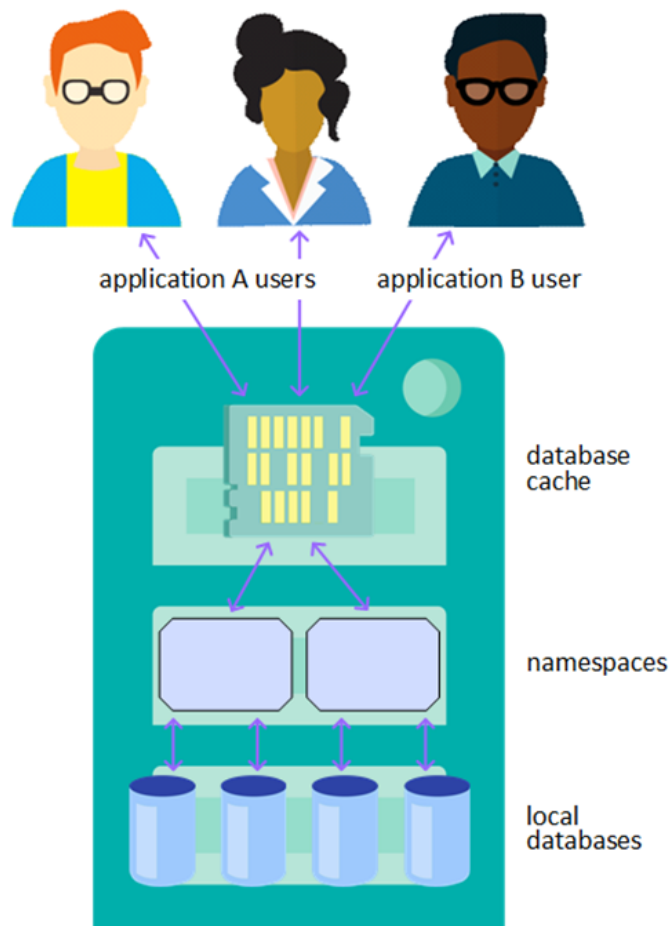 application A users
application B user
database
cache
namespaces
local
databases